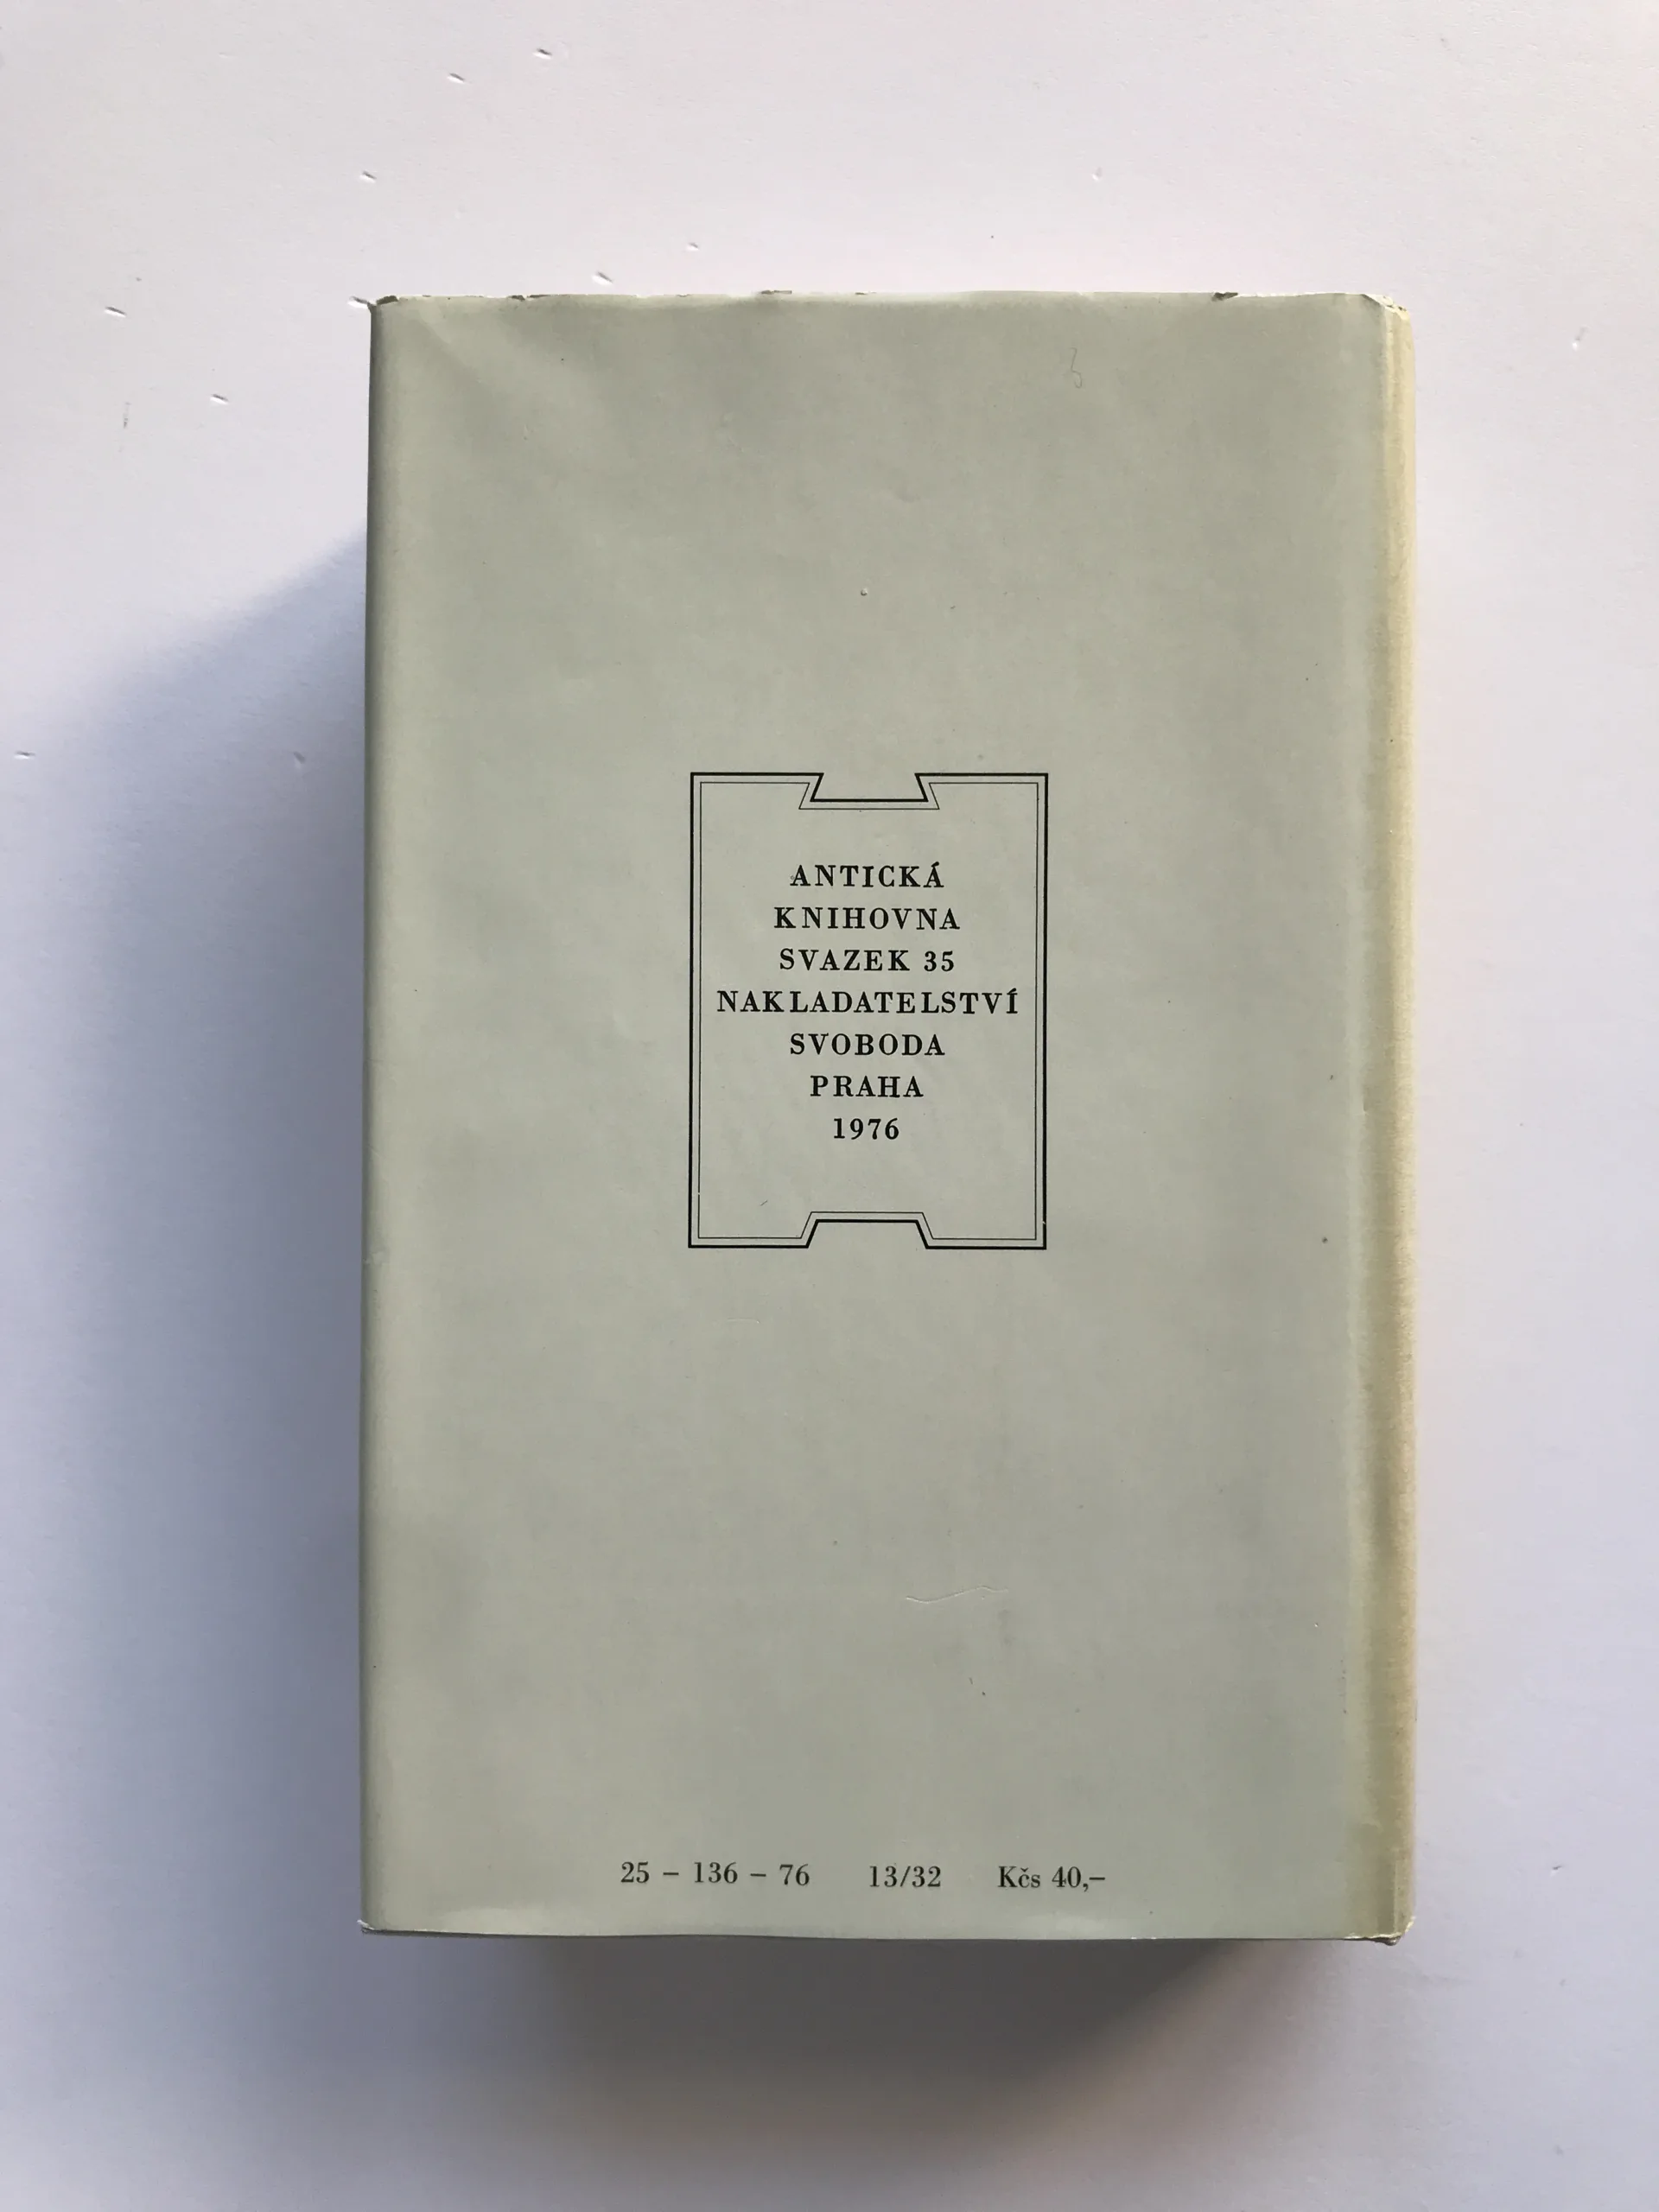 ANTICKÁ
KNIHOVNA
SVAZEK 35
NAKLADATELSTVÍ
SVOBODA
PRAHA
1976
25 – 136 – 76 13/32 Kčs 40,–